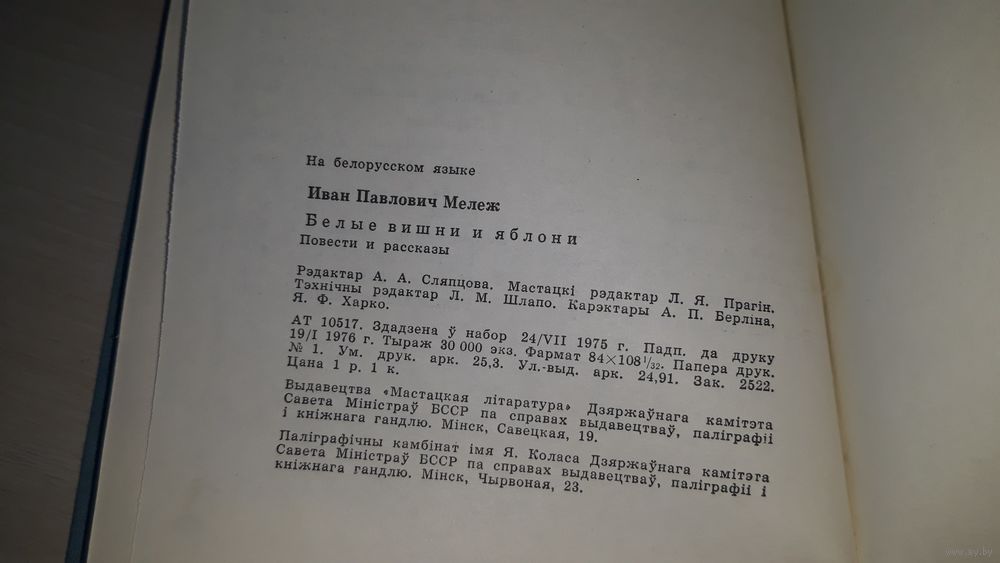 На белорусском языке
Иван Павлович Мележ
Белые вишни и яблони
Повести и рассказы
Рэдактар А. А. Сляпцова. Мастацкі рэдактар Л. Я. Прагін.
Тэхнічны рэдактар Л. М. Шлапо. Карэктары А. П. Берліна,
Я. Ф. Харко.
АТ 10517. Здадзена ў набор 24/VII 1975 г. Падп. да друку
19/I 1976 г. Тыраж 30 000 экз. Фармат 84×108 1/32. Папера друк.
№ 1. Ум. друк. арк. 25,3. Ул.-выд. арк. 24,91. Зак. 2522.
Цана 1 р. 1 к.
Выдавецтва «Мастацкая літаратура» Дзяржаўнага камітэта
Савета Міністраў БССР па справах выдавецтваў, паліграфіі
і кніжнага гандлю. Мінск, Савецкая, 19.
Паліграфічны камбінат імя Я. Коласа Дзяржаўнага камітэта
Савета Міністраў БССР па справах выдавецтваў, паліграфіі і
кніжнага гандлю. Мінск, Чырвоная, 23.
www.ay.by